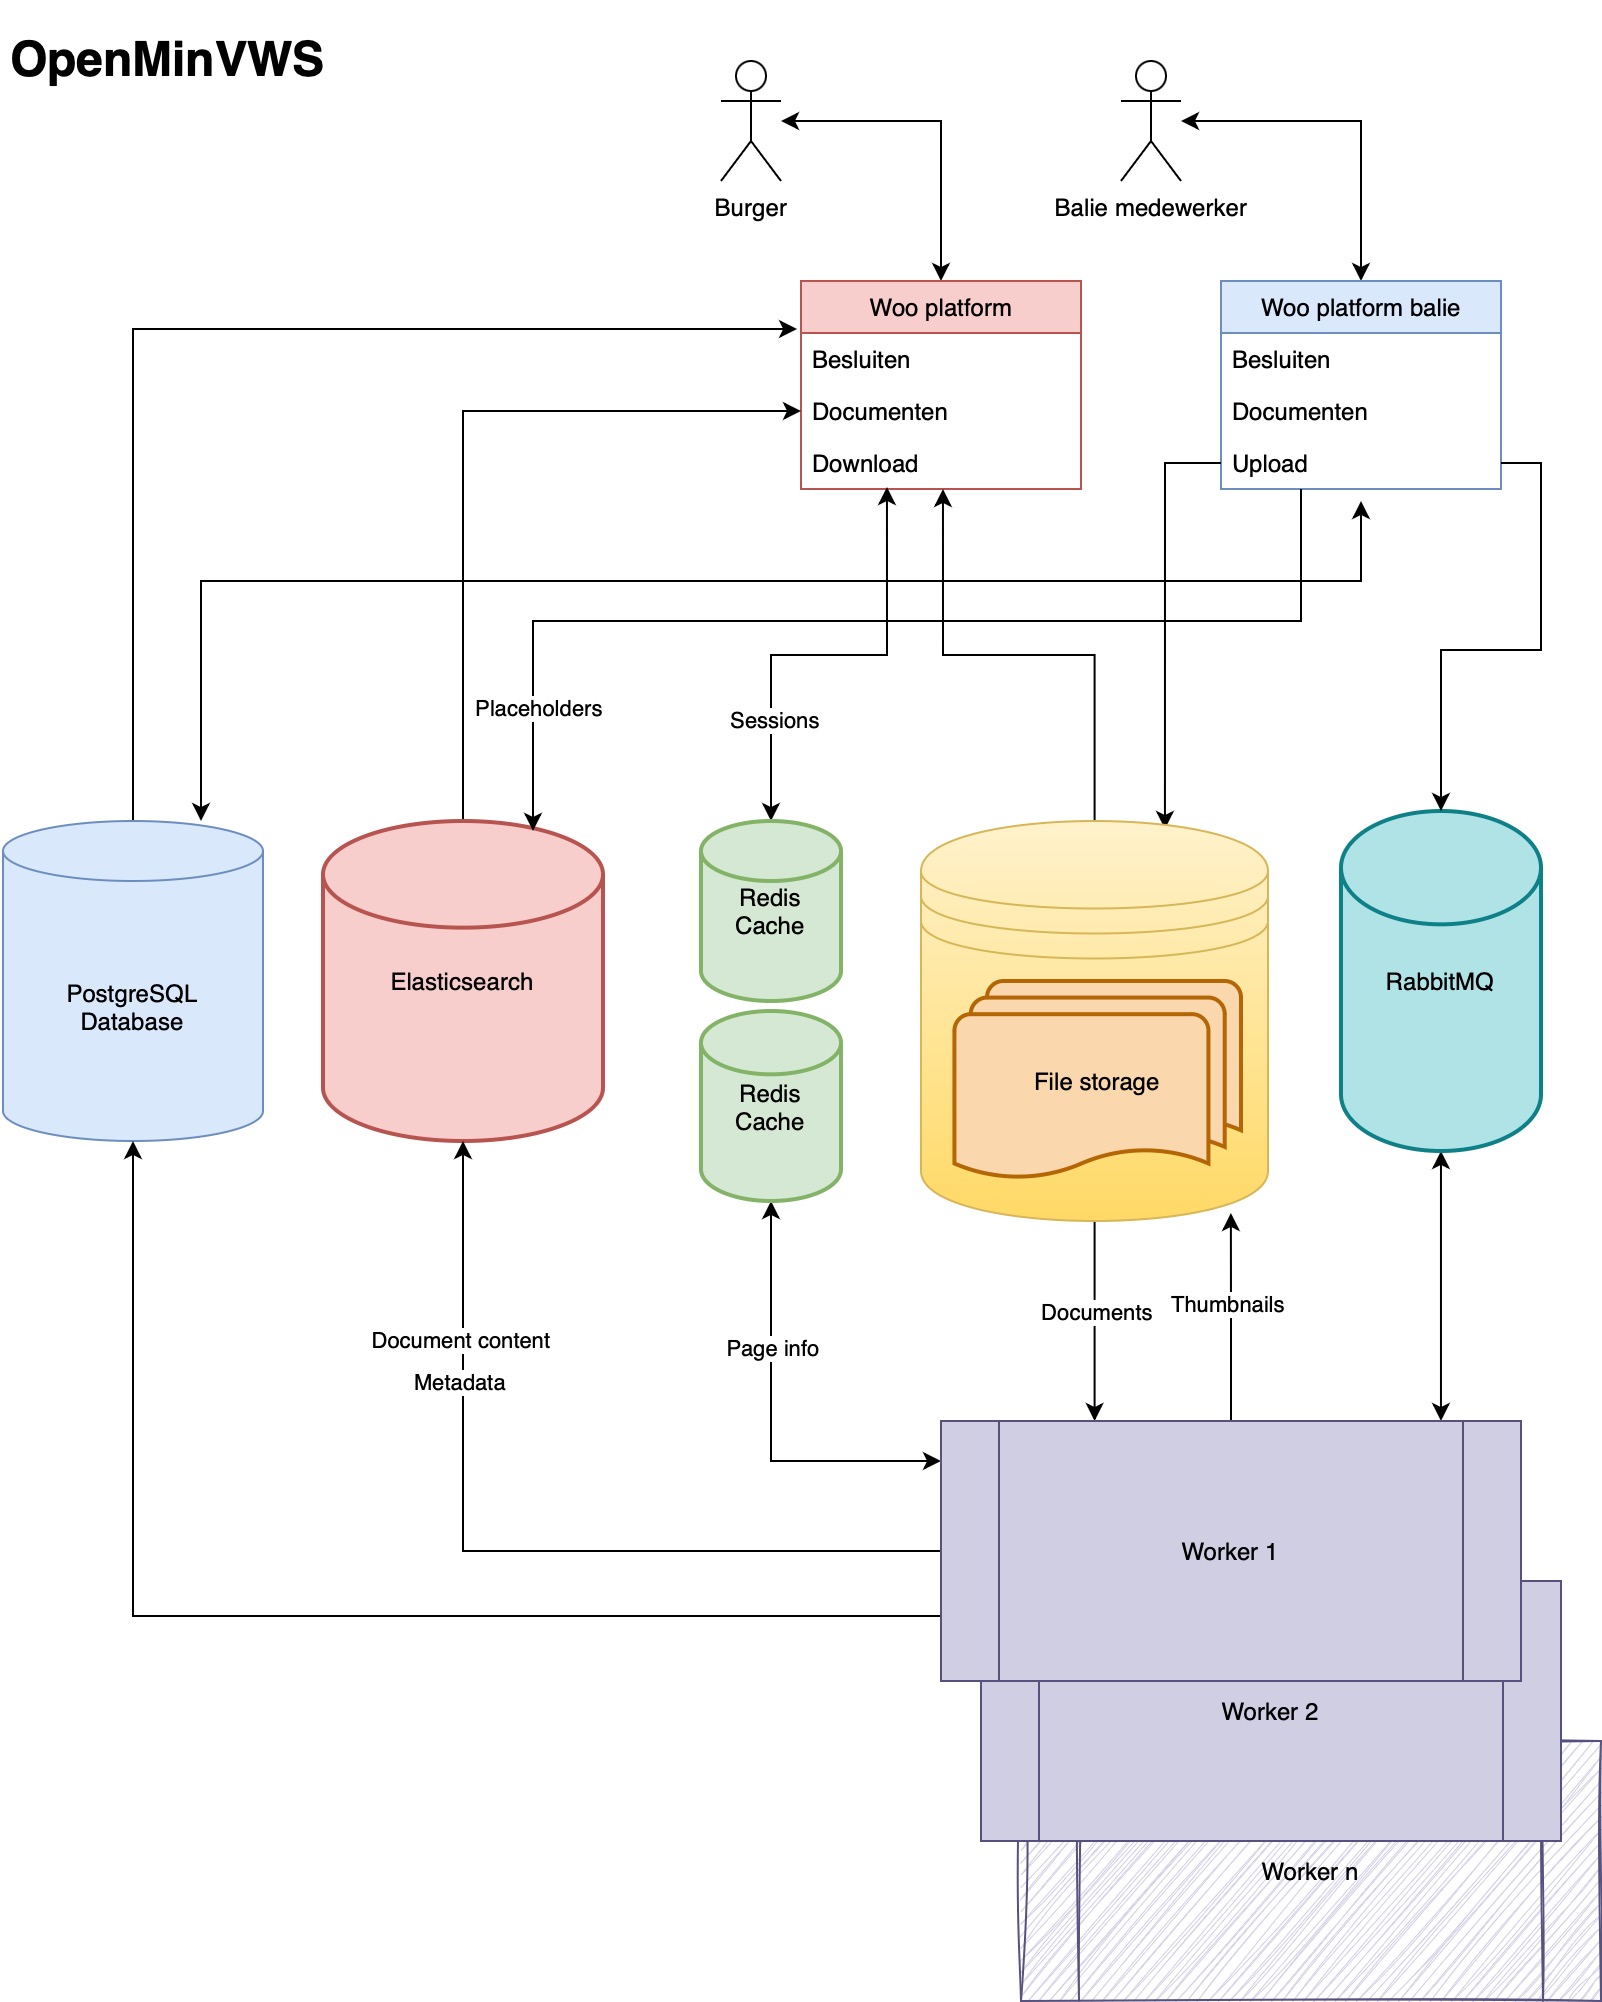 OpenMinVWS
Burger
Balie medewerker
Woo platform
Besluiten
Documenten
Download
Woo platform balie
Besluiten
Documenten
Upload
Placeholders
Sessions
PostgreSQL
Database
Elasticsearch
Redis
Cache
Redis
Cache
File storage
RabbitMQ
Document content
Metadata
Page info
Documents
Thumbnails
Worker 1
Worker 2
Worker n